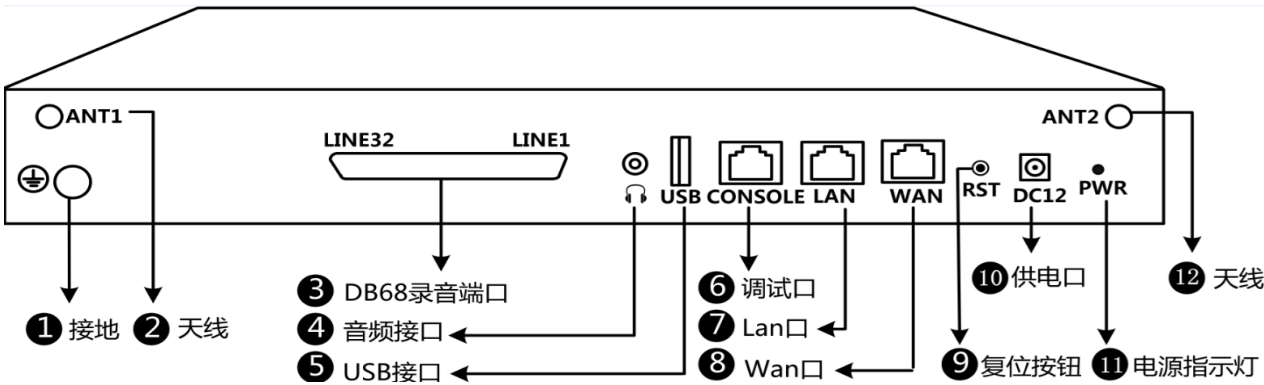 ANT1
ANT2
LINE32
LINE1
USB
CONSOLE
LAN
WAN
RST
DC12
PWR
1 接地
2 天线
3 DB68录音端口
4 音频接口
5 USB接口
6 调试口
7 Lan口
8 Wan口
9 复位按钮
10 供电口
11 电源指示灯
12 天线